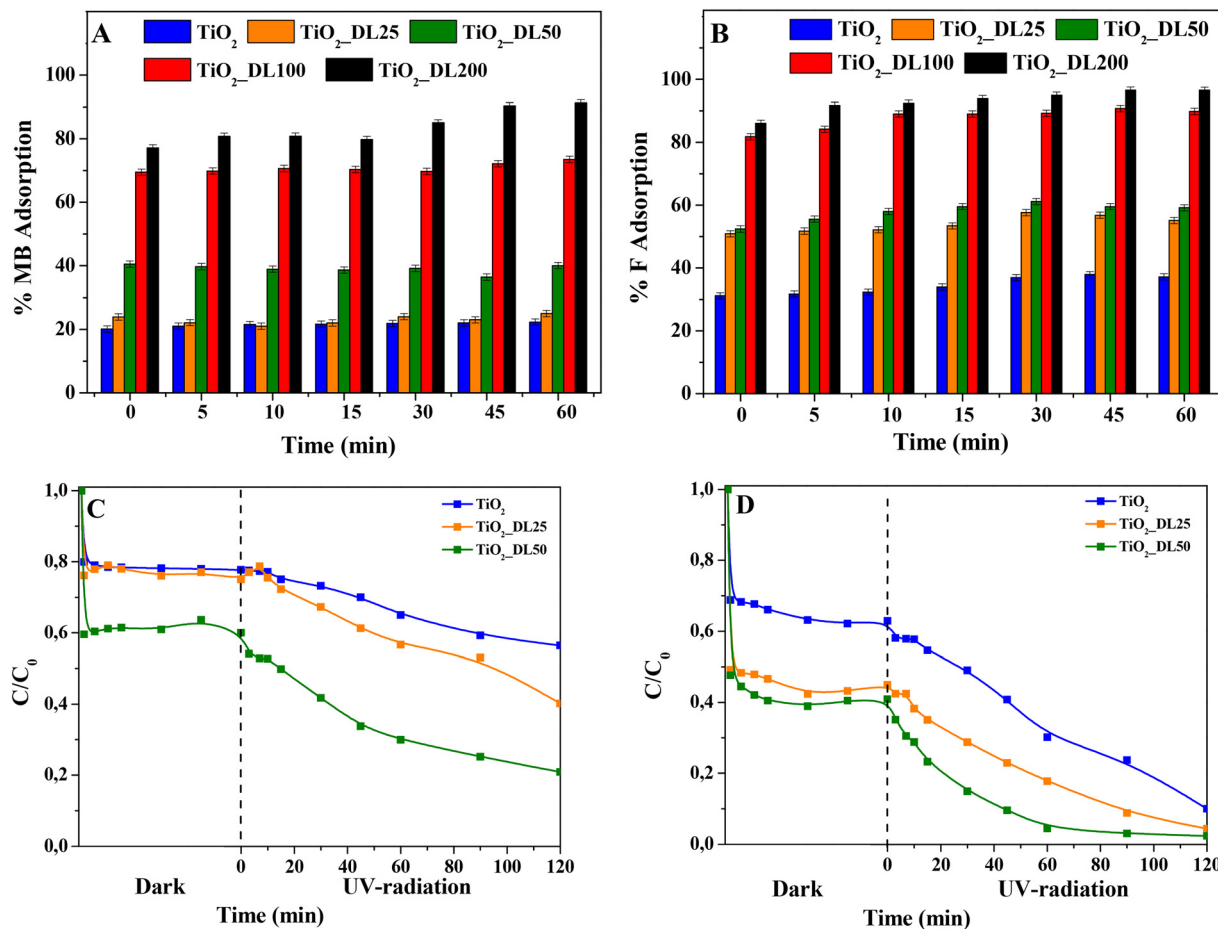 A
TiO₂ TiO₂_DL25 TiO₂_DL50
TiO₂_DL100 TiO₂_DL200
% MB Adsorption
100
80
60
40
20
0
0 5 10 15 30 45 60
Time (min)
B
TiO₂ TiO₂_DL25 TiO₂_DL50
TiO₂_DL100 TiO₂_DL200
% F Adsorption
100
80
60
40
20
0
0 5 10 15 30 45 60
Time (min)
C
TiO₂
TiO₂_DL25
TiO₂_DL50
C/C₀
1,0
0,8
0,6
0,4
0,2
0,0
0 20 40 60 80 100 120
Dark UV-radiation
Time (min)
D
TiO₂
TiO₂_DL25
TiO₂_DL50
C/C₀
1,0
0,8
0,6
0,4
0,2
0,0
0 20 40 60 80 100 120
Dark UV-radiation
Time (min)